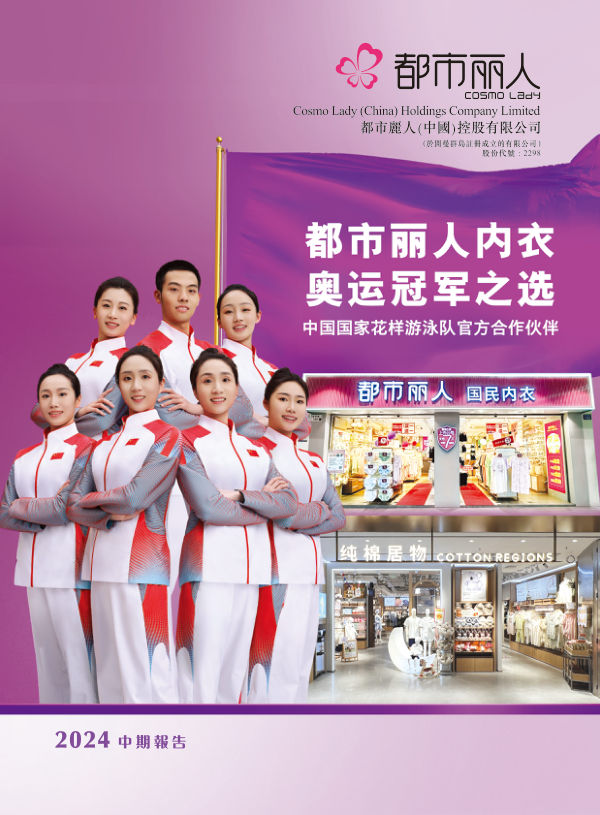 都市丽人
COSMO LADY
Cosmo Lady (China) Holdings Company Limited
都市麗人(中國)控股有限公司
(於開曼群島註冊成立的有限公司)
股份代號：2298
都市丽人内衣
奥运冠军之选
中国国家花样游泳队官方合作伙伴
都市丽人 国民内衣
纯棉居物 COTTON REGIONS
2024 中期報告